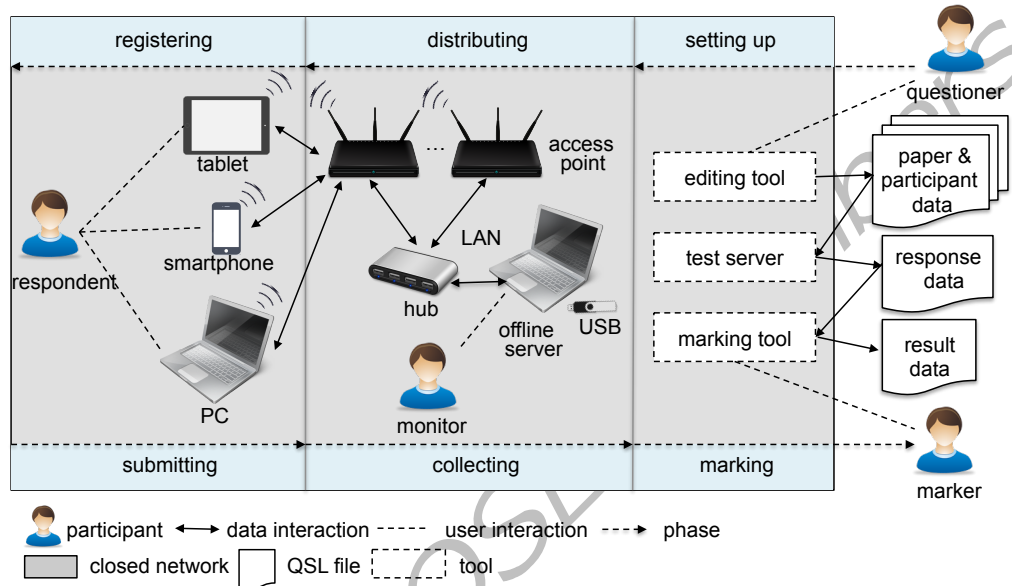 registering
distributing
setting up
questioner
tablet
...
access
point
editing tool
paper &
participant
data
respondent
smartphone
LAN
test server
response
data
hub
offline
server
USB
marking tool
result
data
PC
monitor
submitting
collecting
marking
marker
participant
data interaction
user interaction
phase
closed network
QSL file
tool